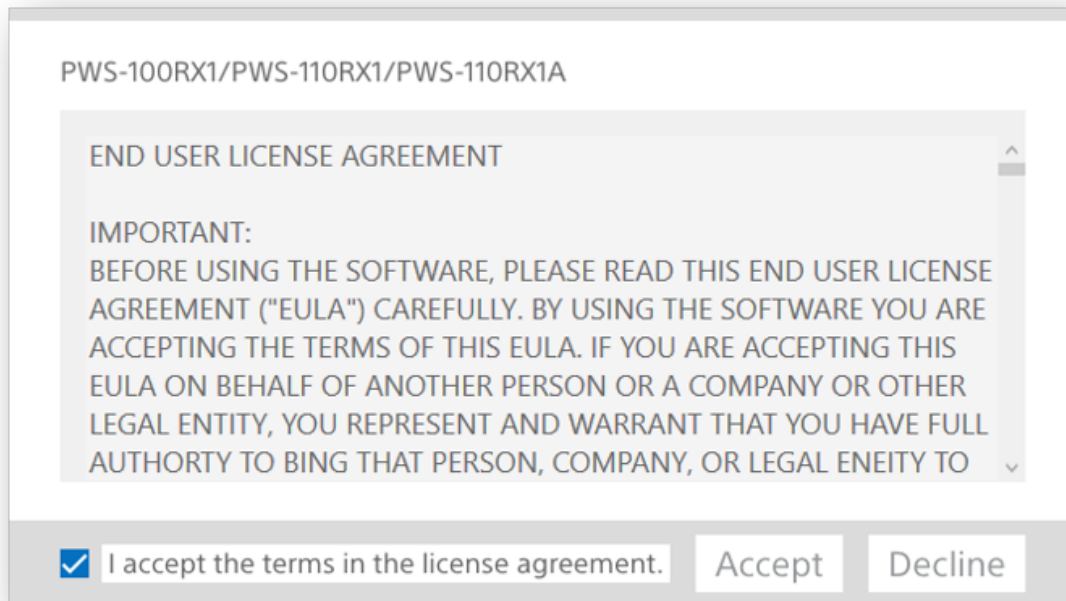 PWS-100RX1/PWS-110RX1/PWS-110RX1A
END USER LICENSE AGREEMENT
IMPORTANT:
BEFORE USING THE SOFTWARE, PLEASE READ THIS END USER LICENSE
AGREEMENT ("EULA") CAREFULLY. BY USING THE SOFTWARE YOU ARE
ACCEPTING THE TERMS OF THIS EULA. IF YOU ARE ACCEPTING THIS
EULA ON BEHALF OF ANOTHER PERSON OR A COMPANY OR OTHER
LEGAL ENTITY, YOU REPRESENT AND WARRANT THAT YOU HAVE FULL
AUTHORTY TO BING THAT PERSON, COMPANY, OR LEGAL ENEITY TO
I accept the terms in the license agreement. Accept Decline